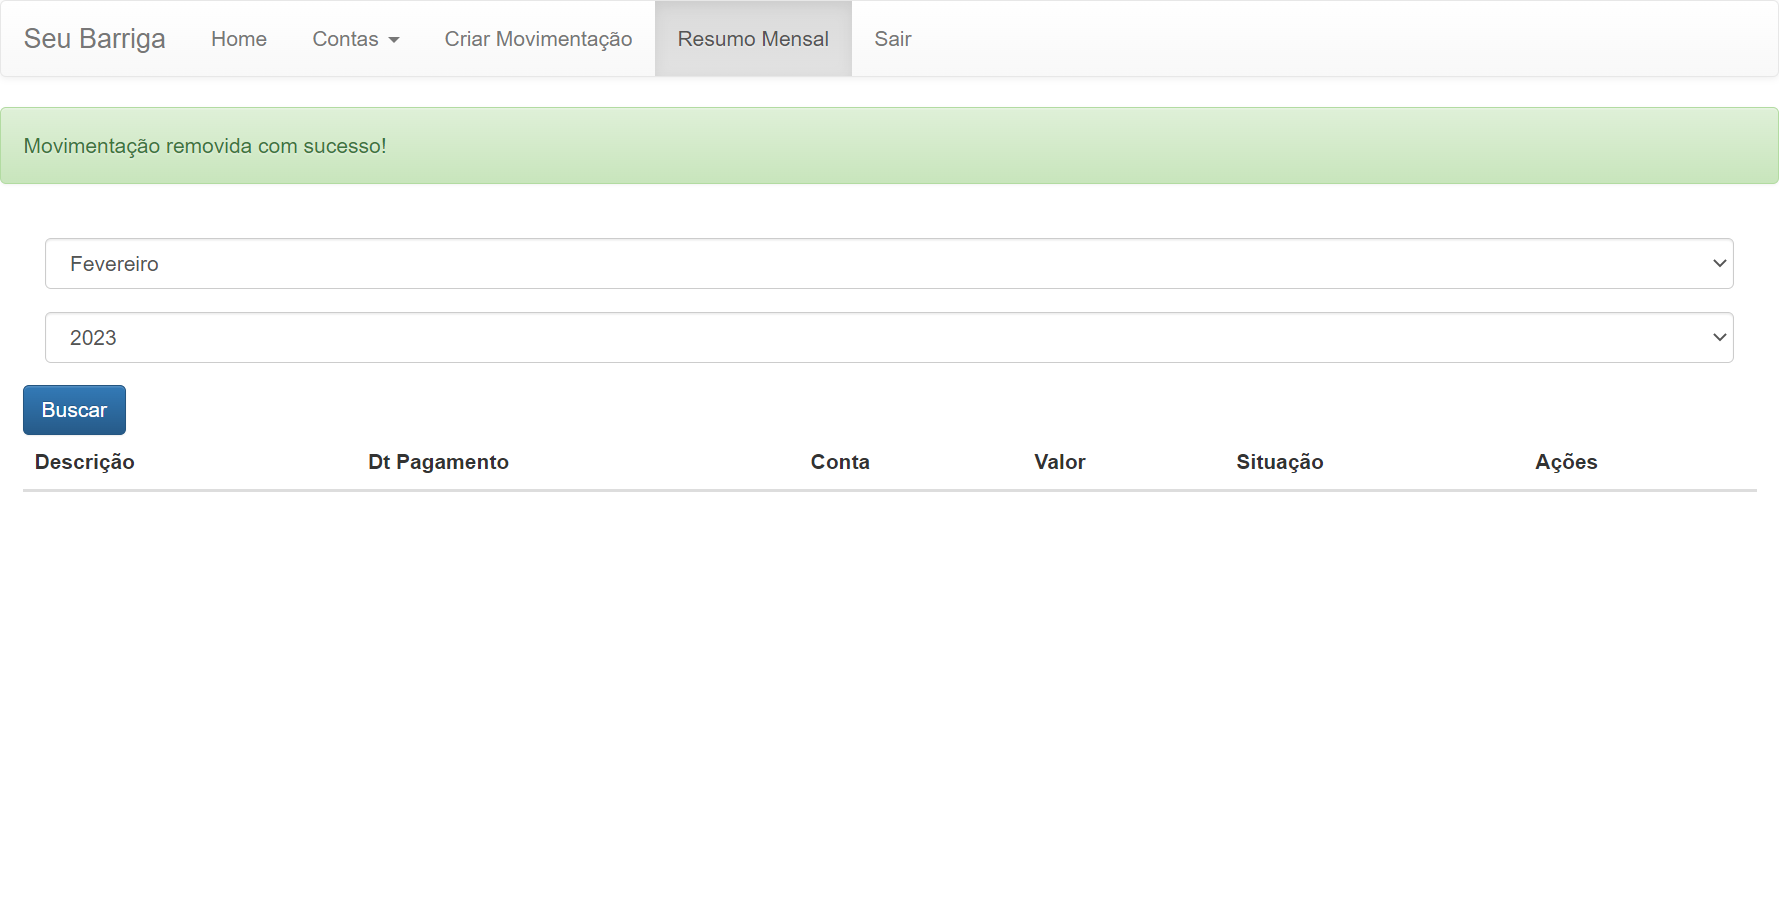 Seu Barriga Home Contas Criar Movimentação Resumo Mensal Sair
Movimentação removida com sucesso!
Fevereiro
2023
Buscar
Descrição Dt Pagamento Conta Valor Situação Ações